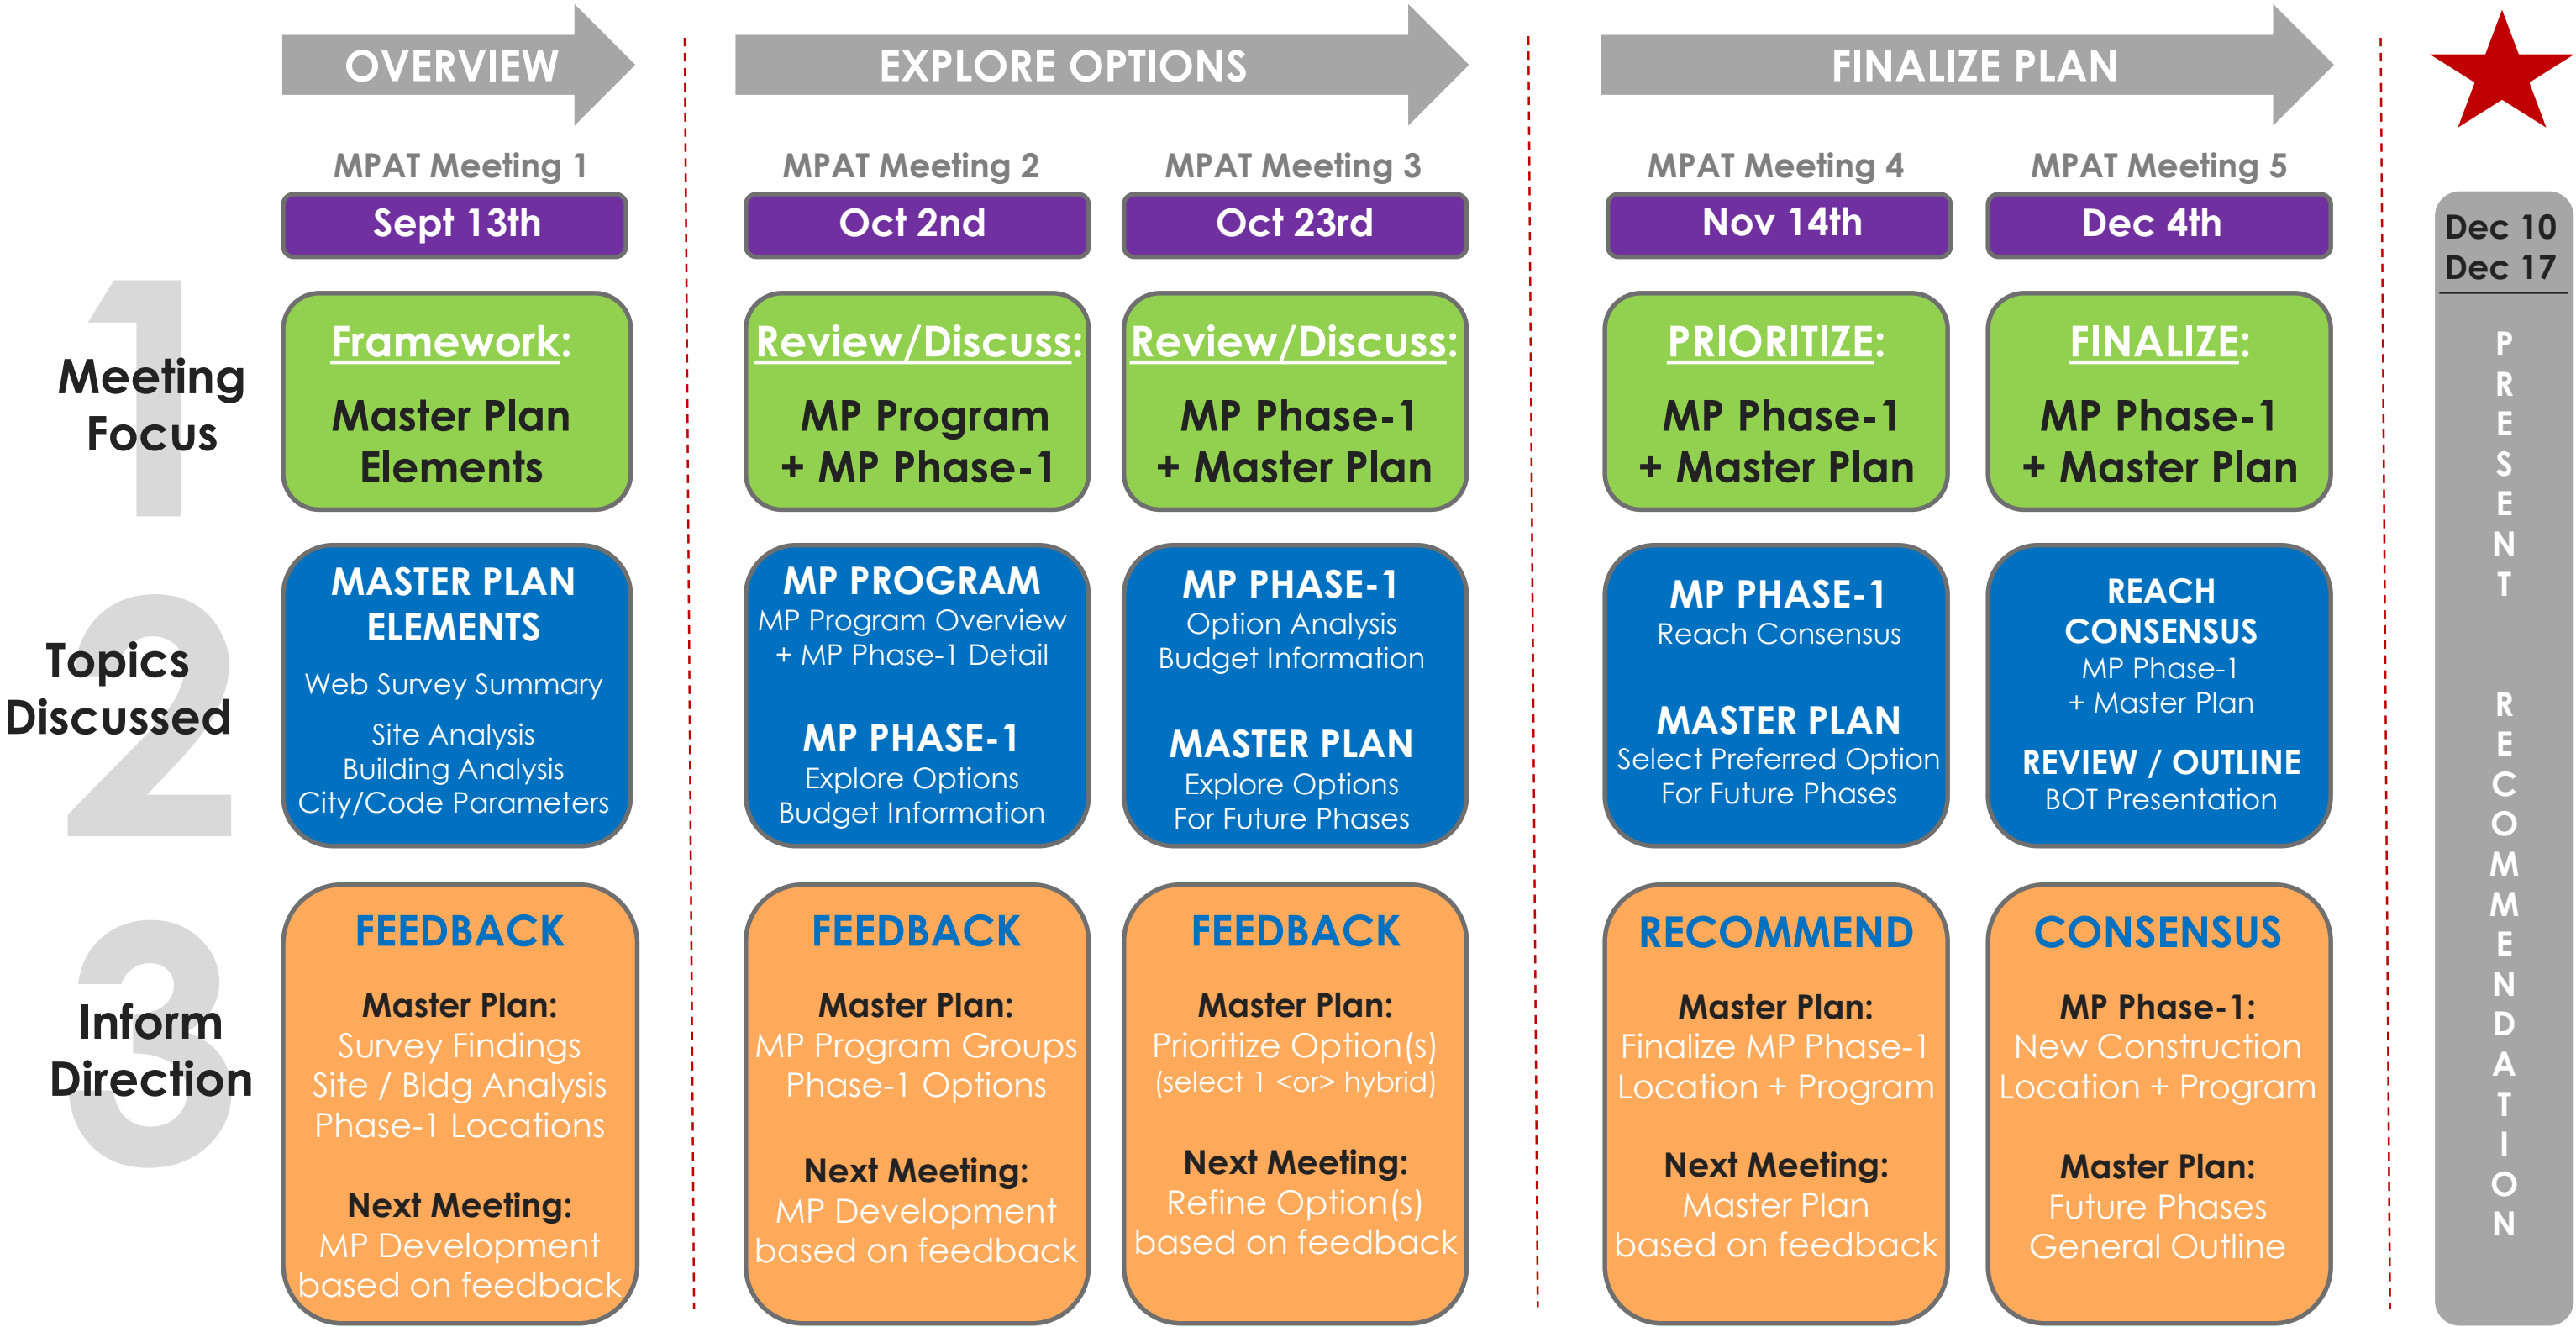 OVERVIEW
EXPLORE OPTIONS
FINALIZE PLAN
MPAT Meeting 1
MPAT Meeting 2
MPAT Meeting 3
MPAT Meeting 4
MPAT Meeting 5
Sept 13th
Oct 2nd
Oct 23rd
Nov 14th
Dec 4th
Dec 10
Dec 17
1
Meeting
Focus
Framework:
Master Plan
Elements
Review/Discuss:
MP Program
+ MP Phase-1
Review/Discuss:
MP Phase-1
+ Master Plan
PRIORITIZE:
MP Phase-1
+ Master Plan
FINALIZE:
MP Phase-1
+ Master Plan
2
Topics
Discussed
MASTER PLAN
ELEMENTS
Web Survey Summary
Site Analysis
Building Analysis
City/Code Parameters
MP PROGRAM
MP Program Overview
+ MP Phase-1 Detail
MP PHASE-1
Explore Options
Budget Information
MP PHASE-1
Option Analysis
Budget Information
MASTER PLAN
Explore Options
For Future Phases
MP PHASE-1
Reach Consensus
MASTER PLAN
Select Preferred Option
For Future Phases
REACH
CONSENSUS
MP Phase-1
+ Master Plan
REVIEW / OUTLINE
BOT Presentation
3
Inform
Direction
FEEDBACK
Master Plan:
Survey Findings
Site / Bldg Analysis
Phase-1 Locations
Next Meeting:
MP Development
based on feedback
FEEDBACK
Master Plan:
MP Program Groups
Phase-1 Options
Next Meeting:
MP Development
based on feedback
FEEDBACK
Master Plan:
Prioritize Option(s)
(select 1 <or> hybrid)
Next Meeting:
Refine Option(s)
based on feedback
RECOMMEND
Master Plan:
Finalize MP Phase-1
Location + Program
Next Meeting:
Master Plan
based on feedback
CONSENSUS
MP Phase-1:
New Construction
Location + Program
Master Plan:
Future Phases
General Outline
PRESENT RECOMMENDATION